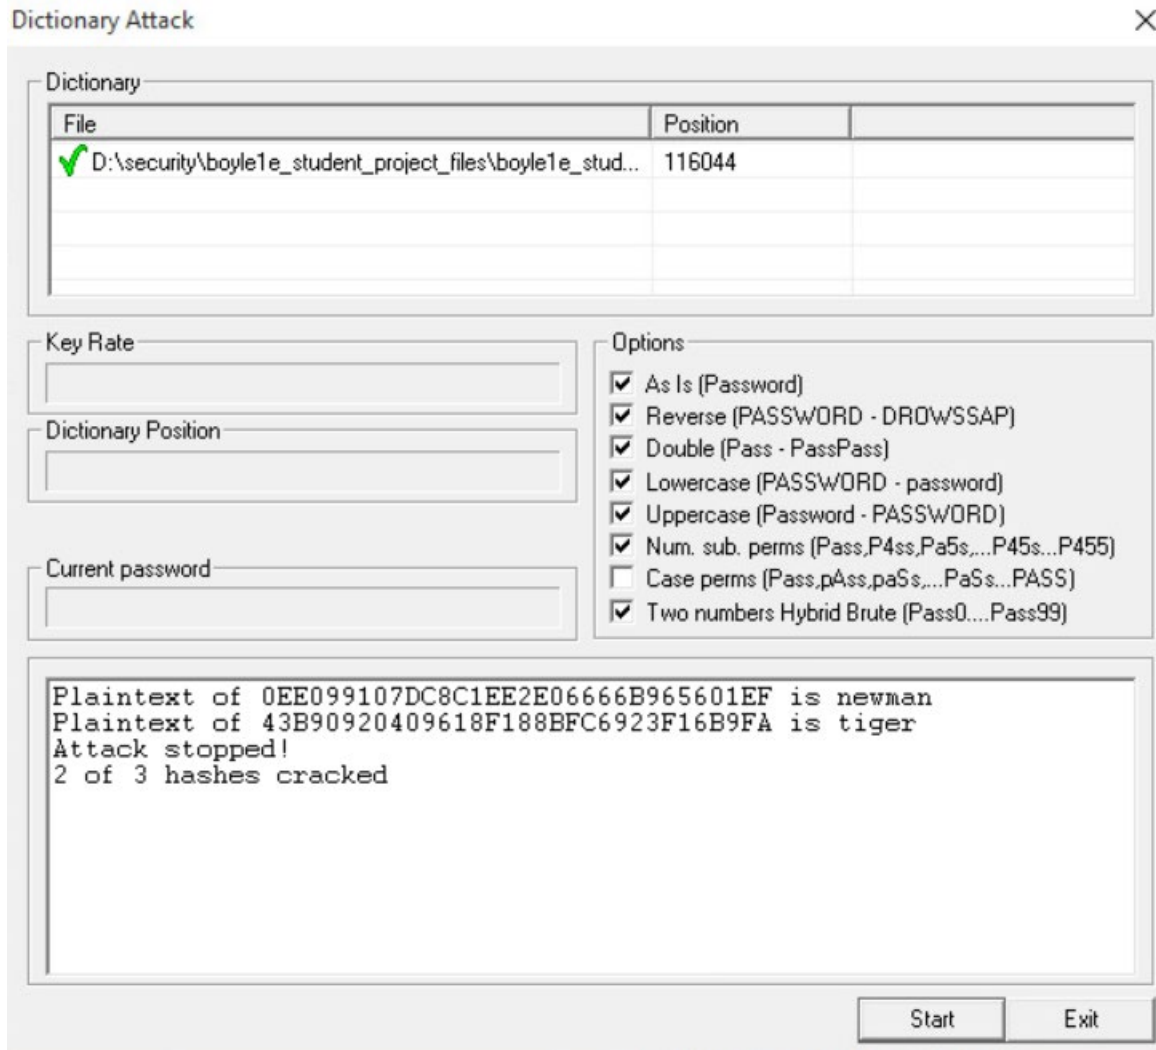 Dictionary Attack
Dictionary
File Position
D:\security\boyle1e_student_project_files\boyle1e_stud... 116044
Key Rate
Dictionary Position
Current password
Options
As Is (Password)
Reverse (PASSWORD - DROWSSAP)
Double (Pass - PassPass)
Lowercase (PASSWORD - password)
Uppercase (Password - PASSWORD)
Num. sub. perms (Pass,P4ss,Pa5s,...P45s...P455)
Case perms (Pass,pAss,paSs,...PaSs...PASS)
Two numbers Hybrid Brute (Pass0....Pass99)
Plaintext of 0EE099107DC8C1EE2E06666B965601EF is newman
Plaintext of 43B90920409618F188BFC6923F16B9FA is tiger
Attack stopped!
2 of 3 hashes cracked
Start Exit